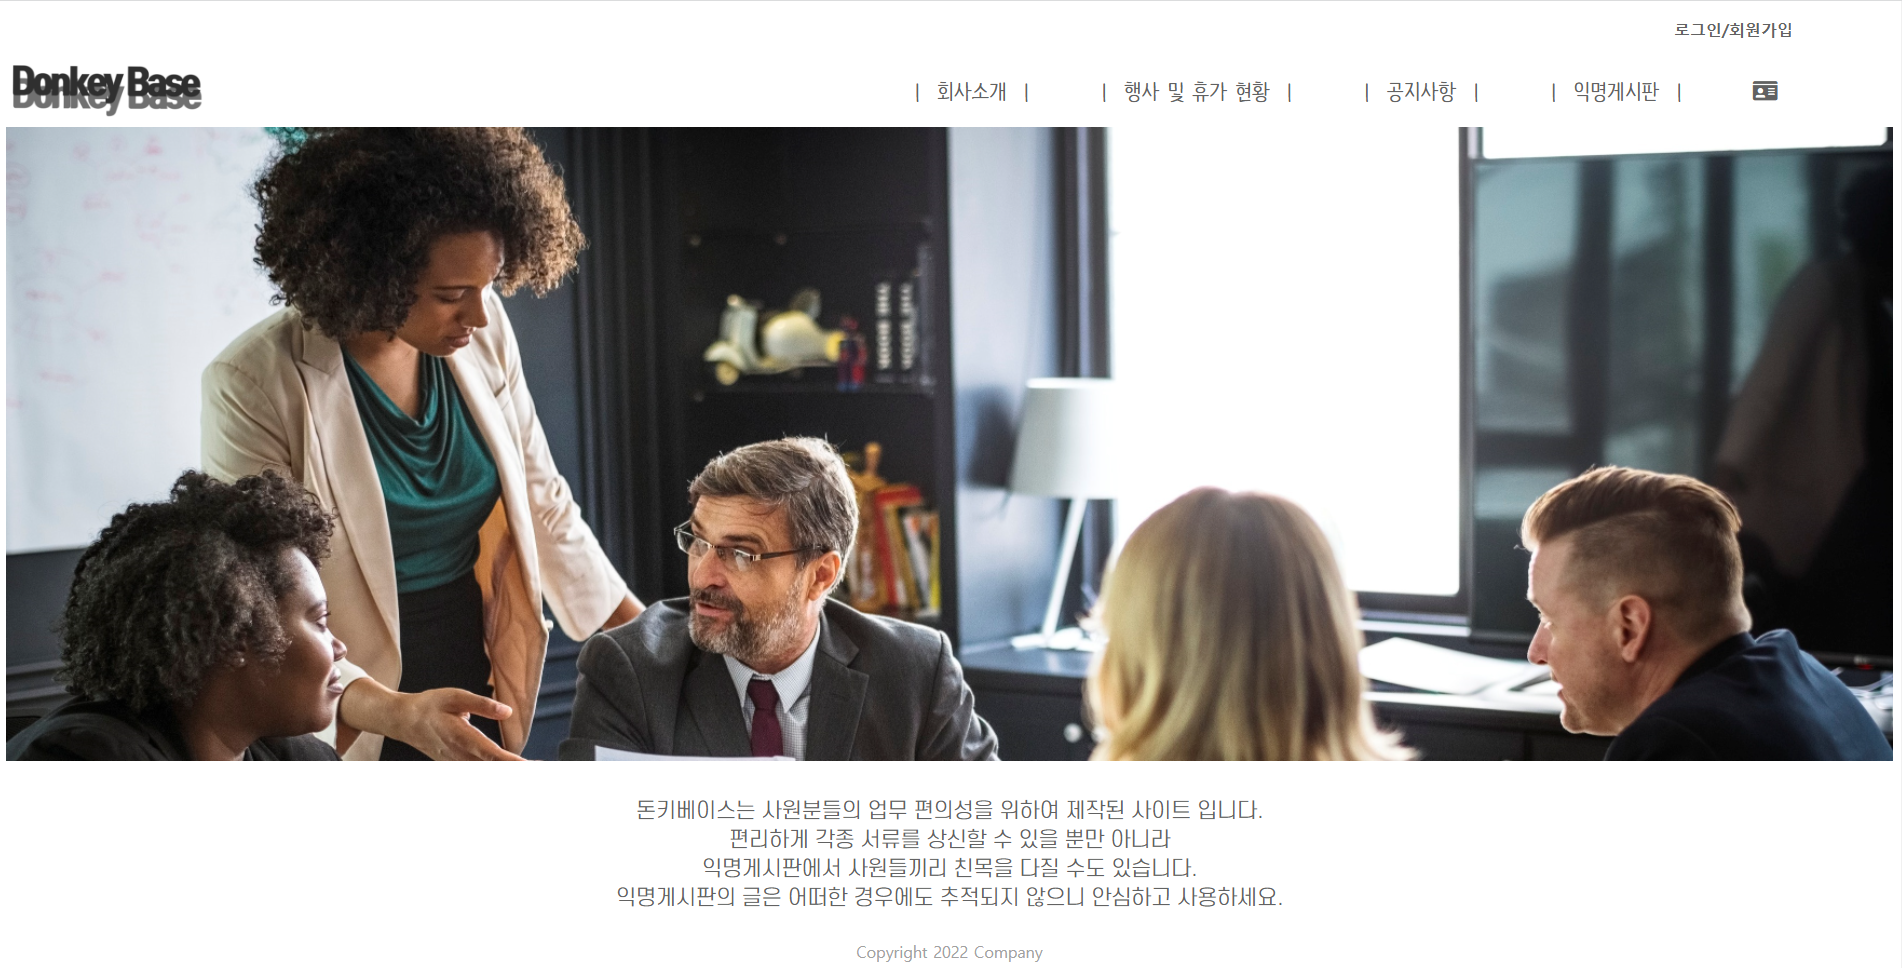 로그인/회원가입
Donkey Base
| 회사소개 | | 행사 및 휴가 현황 | | 공지사항 | | 익명게시판 |
돈키베이스는 사원분들의 업무 편의성을 위하여 제작된 사이트 입니다.
편리하게 각종 서류를 상신할 수 있을 뿐만 아니라
익명게시판에서 사원들끼리 친목을 다질 수도 있습니다.
익명게시판의 글은 어떠한 경우에도 추적되지 않으니 안심하고 사용하세요.
Copyright 2022 Company